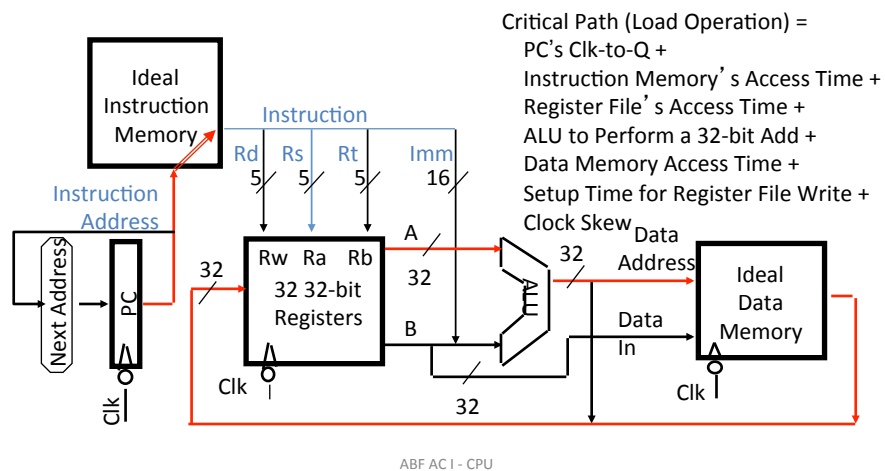 Critical Path (Load Operation) =
PC's Clk-to-Q +
Instruction Memory's Access Time +
Register File's Access Time +
ALU to Perform a 32-bit Add +
Data Memory Access Time +
Setup Time for Register File Write +
Clock Skew
Ideal
Instruction
Memory
Instruction
Rd
Rs
Rt
Imm
5
5
5
16
Instruction
Address
Next Address
PC
Clk
32
Rw
Ra
Rb
32 32-bit
Registers
Clk
A
32
B
32
ALU
32
Data
Address
Data
In
Ideal
Data
Memory
Clk
ABF AC I - CPU